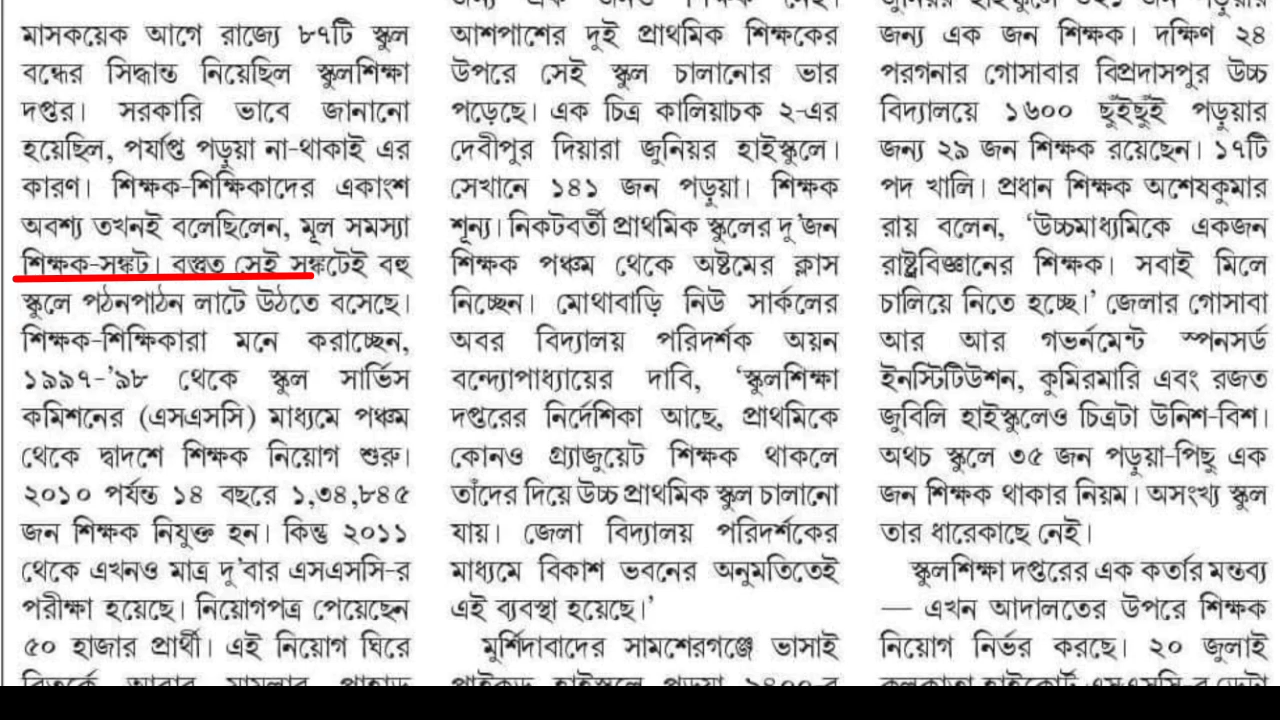 মাসকয়েক আগে রাজ্যে ৮৭টি স্কুল
বন্ধের সিদ্ধান্ত নিয়েছিল স্কুলশিক্ষা
দপ্তর। সরকারি ভাবে জানানো
হয়েছিল, পর্যাপ্ত পড়ুয়া না-থাকাই এর
কারণ। শিক্ষক-শিক্ষিকাদের একাংশ
অবশ্য তখনই বলেছিলেন, মূল সমস্যা
শিক্ষক-সঙ্কট। বস্তুত সেই সঙ্কটেই বহু
স্কুলে পঠনপাঠন লাটে উঠতে বসেছে।
শিক্ষক-শিক্ষিকারা মনে করাচ্ছেন,
১৯৯৭-'৯৮ থেকে স্কুল সার্ভিস
কমিশনের (এসএসসি) মাধ্যমে পঞ্চম
থেকে দ্বাদশে শিক্ষক নিয়োগ শুরু।
২০১০ পর্যন্ত ১৪ বছরে ১,৩৪,৮৪৫
জন শিক্ষক নিযুক্ত হন। কিন্তু ২০১১
থেকে এখনও মাত্র দু'বার এসএসসি-র
পরীক্ষা হয়েছে। নিয়োগপত্র পেয়েছেন
৫০ হাজার প্রার্থী। এই নিয়োগ ঘিরে
আশপাশের দুই প্রাথমিক শিক্ষকের
উপরে সেই স্কুল চালানোর ভার
পড়েছে। এক চিত্র কালিয়াচক ২-এর
দেবীপুর দিয়ারা জুনিয়র হাইস্কুলে।
সেখানে ১৪১ জন পড়ুয়া। শিক্ষক
শূন্য। নিকটবর্তী প্রাথমিক স্কুলের দু'জন
শিক্ষক পঞ্চম থেকে অষ্টমের ক্লাস
নিচ্ছেন। মোথাবাড়ি নিউ সার্কলের
অবর বিদ্যালয় পরিদর্শক অয়ন
বন্দ্যোপাধ্যায়ের দাবি, 'স্কুলশিক্ষা
দপ্তরের নির্দেশিকা আছে, প্রাথমিকে
কোনও গ্র্যাজুয়েট শিক্ষক থাকলে
তাঁদের দিয়ে উচ্চ প্রাথমিক স্কুল চালানো
যায়। জেলা বিদ্যালয় পরিদর্শকের
মাধ্যমে বিকাশ ভবনের অনুমতিতেই
এই ব্যবস্থা হয়েছে।'
মুর্শিদাবাদের সামশেরগঞ্জে ভাসাই
জন্য এক জন শিক্ষক। দক্ষিণ ২৪
পরগনার গোসাবার বিপ্রদাসপুর উচ্চ
বিদ্যালয়ে ১৬০০ ছুঁইছুঁই পড়ুয়ার
জন্য ২৯ জন শিক্ষক রয়েছেন। ১৭টি
পদ খালি। প্রধান শিক্ষক অশেষকুমার
রায় বলেন, 'উচ্চমাধ্যমিকে একজন
রাষ্ট্রবিজ্ঞানের শিক্ষক। সবাই মিলে
চালিয়ে নিতে হচ্ছে।' জেলার গোসাবা
আর আর গভর্নমেন্ট স্পনসর্ড
ইনস্টিটিউশন, কুমিরমারি এবং রজত
জুবিলি হাইস্কুলেও চিত্রটা উনিশ-বিশ।
অথচ স্কুলে ৩৫ জন পড়ুয়া-পিছু এক
জন শিক্ষক থাকার নিয়ম। অসংখ্য স্কুল
তার ধারেকাছে নেই।
স্কুলশিক্ষা দপ্তরের এক কর্তার মন্তব্য
— এখন আদালতের উপরে শিক্ষক
নিয়োগ নির্ভর করছে। ২০ জুলাই